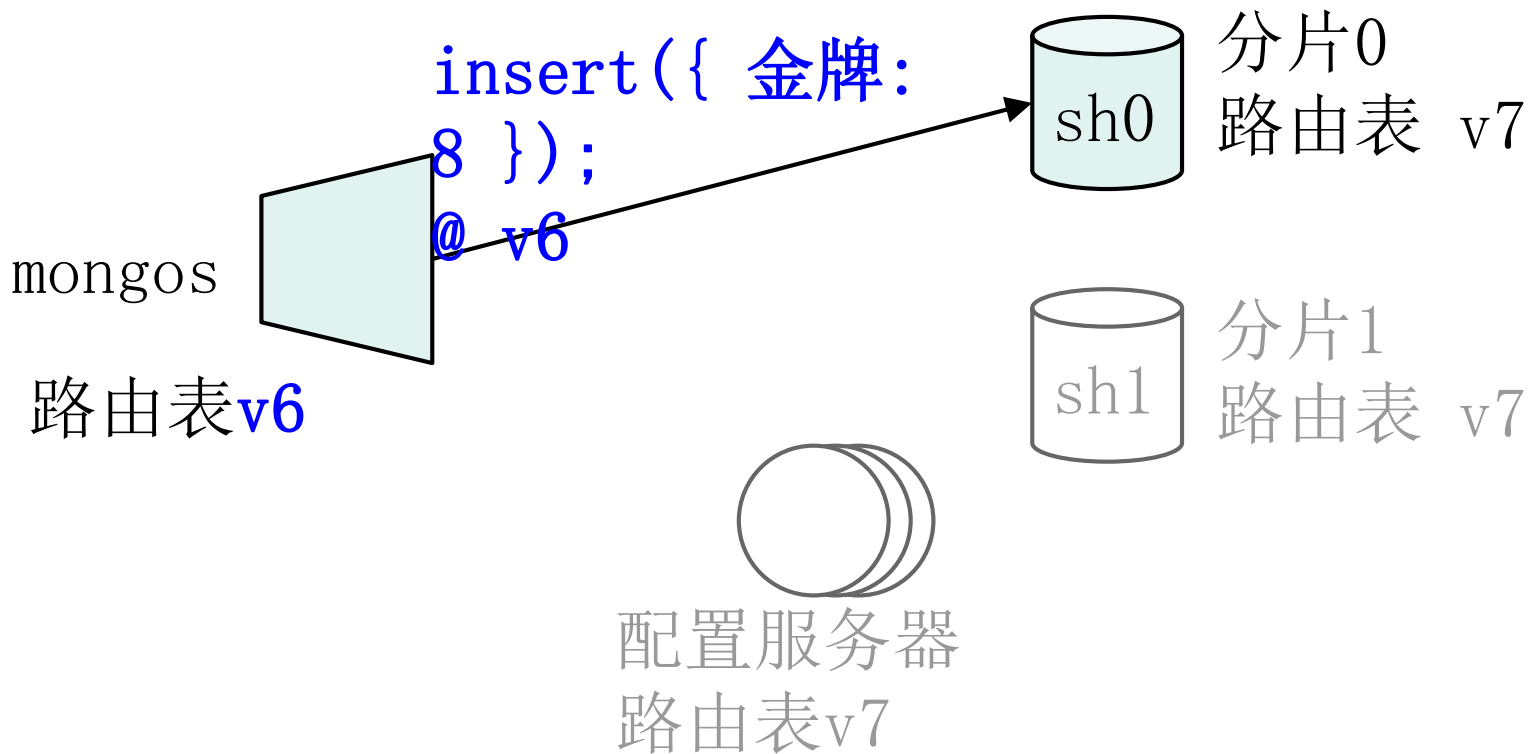 insert({ 金牌:
8 });
@ v6
mongos
路由表v6
sh0
分片0
路由表 v7
sh1
分片1
路由表 v7
配置服务器
路由表v7